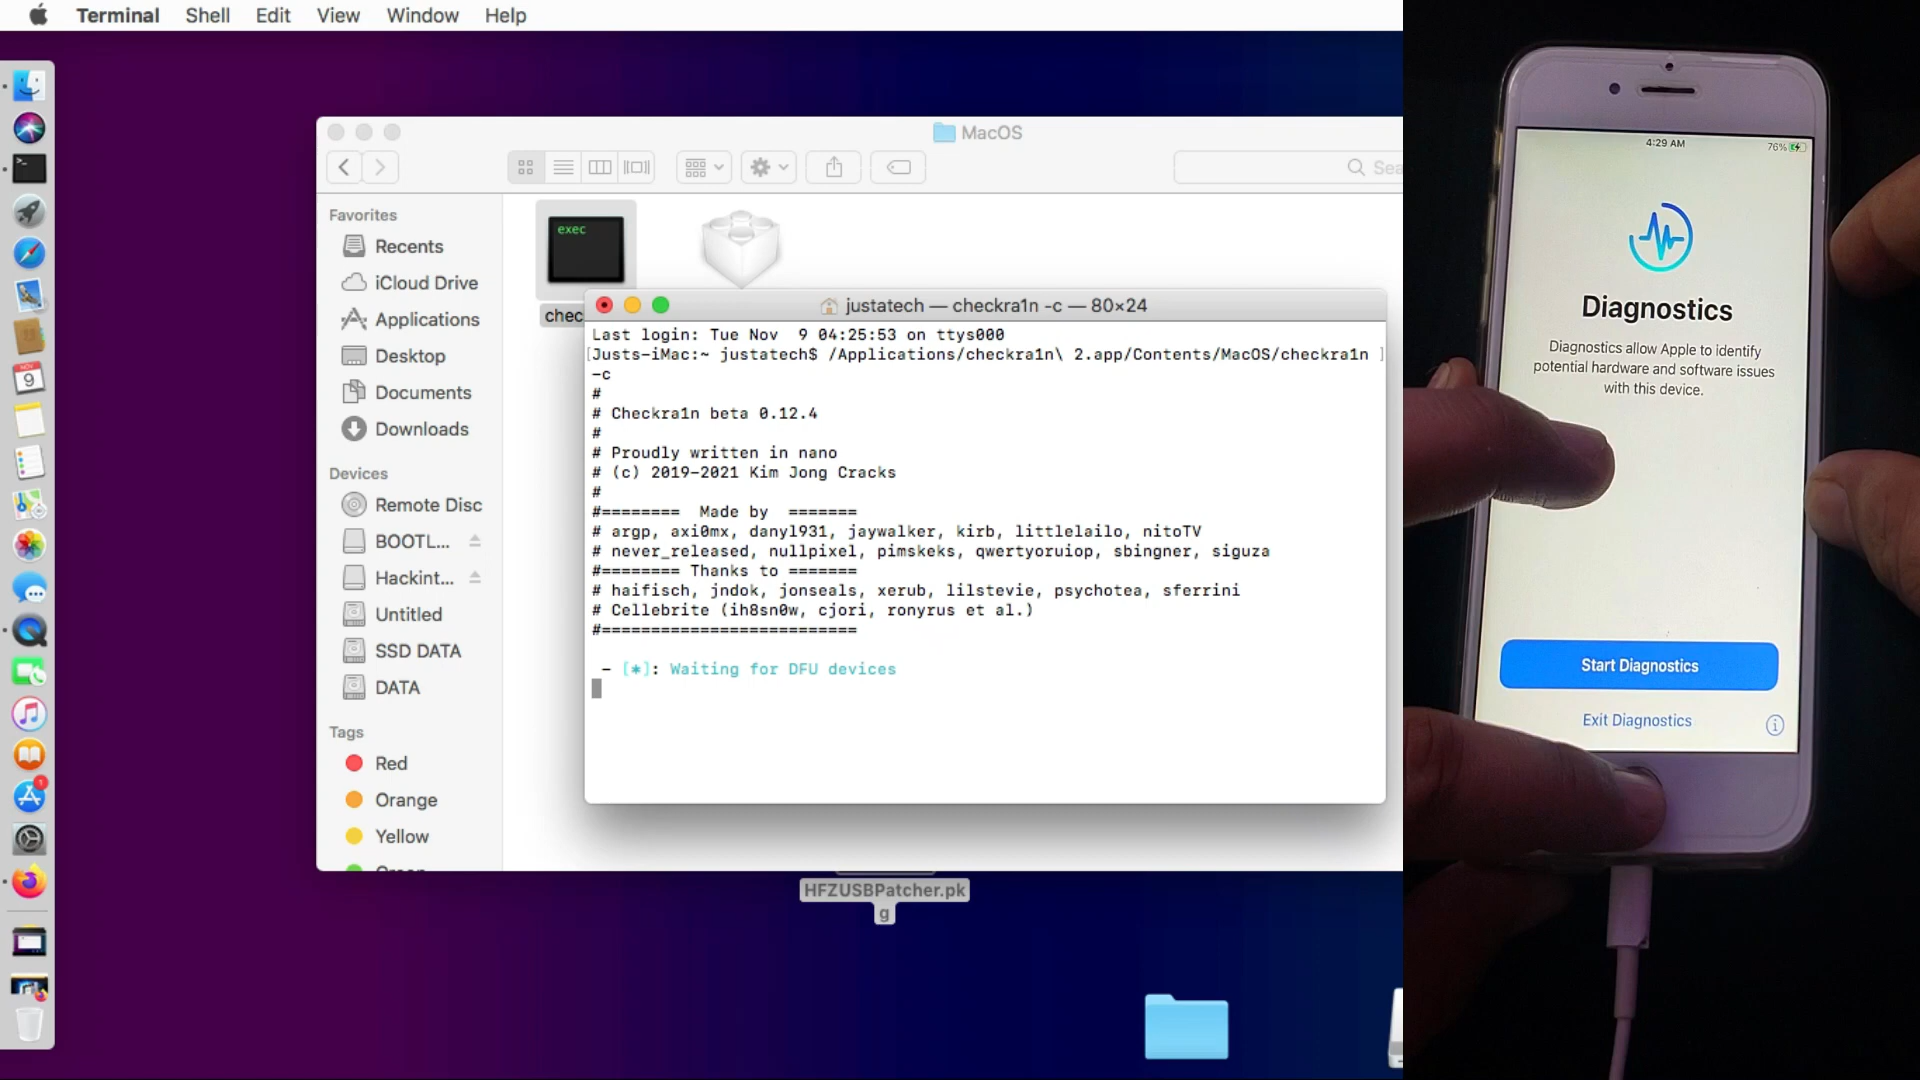 Terminal Shell Edit View Window Help
MacOS
Sea
Favorites
Recents
iCloud Drive
Applications
Desktop
Documents
Downloads
Devices
Remote Disc
BOOTL...
Hackint...
Untitled
SSD DATA
DATA
Tags
Red
Orange
Yellow
exec
chec
justatech — checkra1n -c — 80×24
Last login: Tue Nov  9 04:25:53 on ttys000
[Justs-iMac:~ justatech$ /Applications/checkra1n\ 2.app/Contents/MacOS/checkra1n ]
-c
#
# Checkra1n beta 0.12.4
#
# Proudly written in nano
# (c) 2019-2021 Kim Jong Cracks
#
#========  Made by  =======
# argp, axi0mx, danyl931, jaywalker, kirb, littlelailo, nitoTV
# never_released, nullpixel, pimskeks, qwertyoruiop, sbingner, siguza
#======== Thanks to =======
# haifisch, jndok, jonseals, xerub, lilstevie, psychotea, sferrini
# Cellebrite (ih8sn0w, cjori, ronyrus et al.)
#==========================
- [*]: Waiting for DFU devices
HFZUSBPatcher.pk
g
NOV
9
1
4:29 AM
76%
Diagnostics
Diagnostics allow Apple to identify
potential hardware and software issues
with this device.
Start Diagnostics
Exit Diagnostics